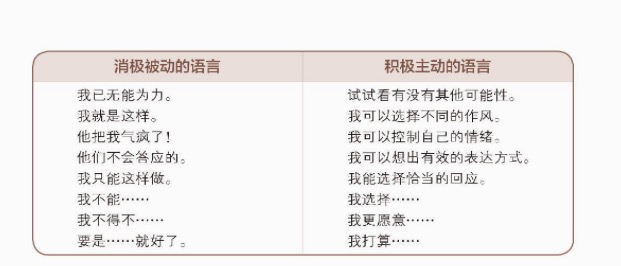 消极被动的语言 积极主动的语言
我已无能为力。 试试看有没有其他可能性。
我就是这样。 我可以选择不同的作风。
他把我气疯了! 我可以控制自己的情绪。
他们不会答应的。 我可以想出有效的表达方式。
我只能这样做。 我能选择恰当的回应。
我不能…… 我选择……
我不得不…… 我更愿意……
要是……就好了。 我打算……